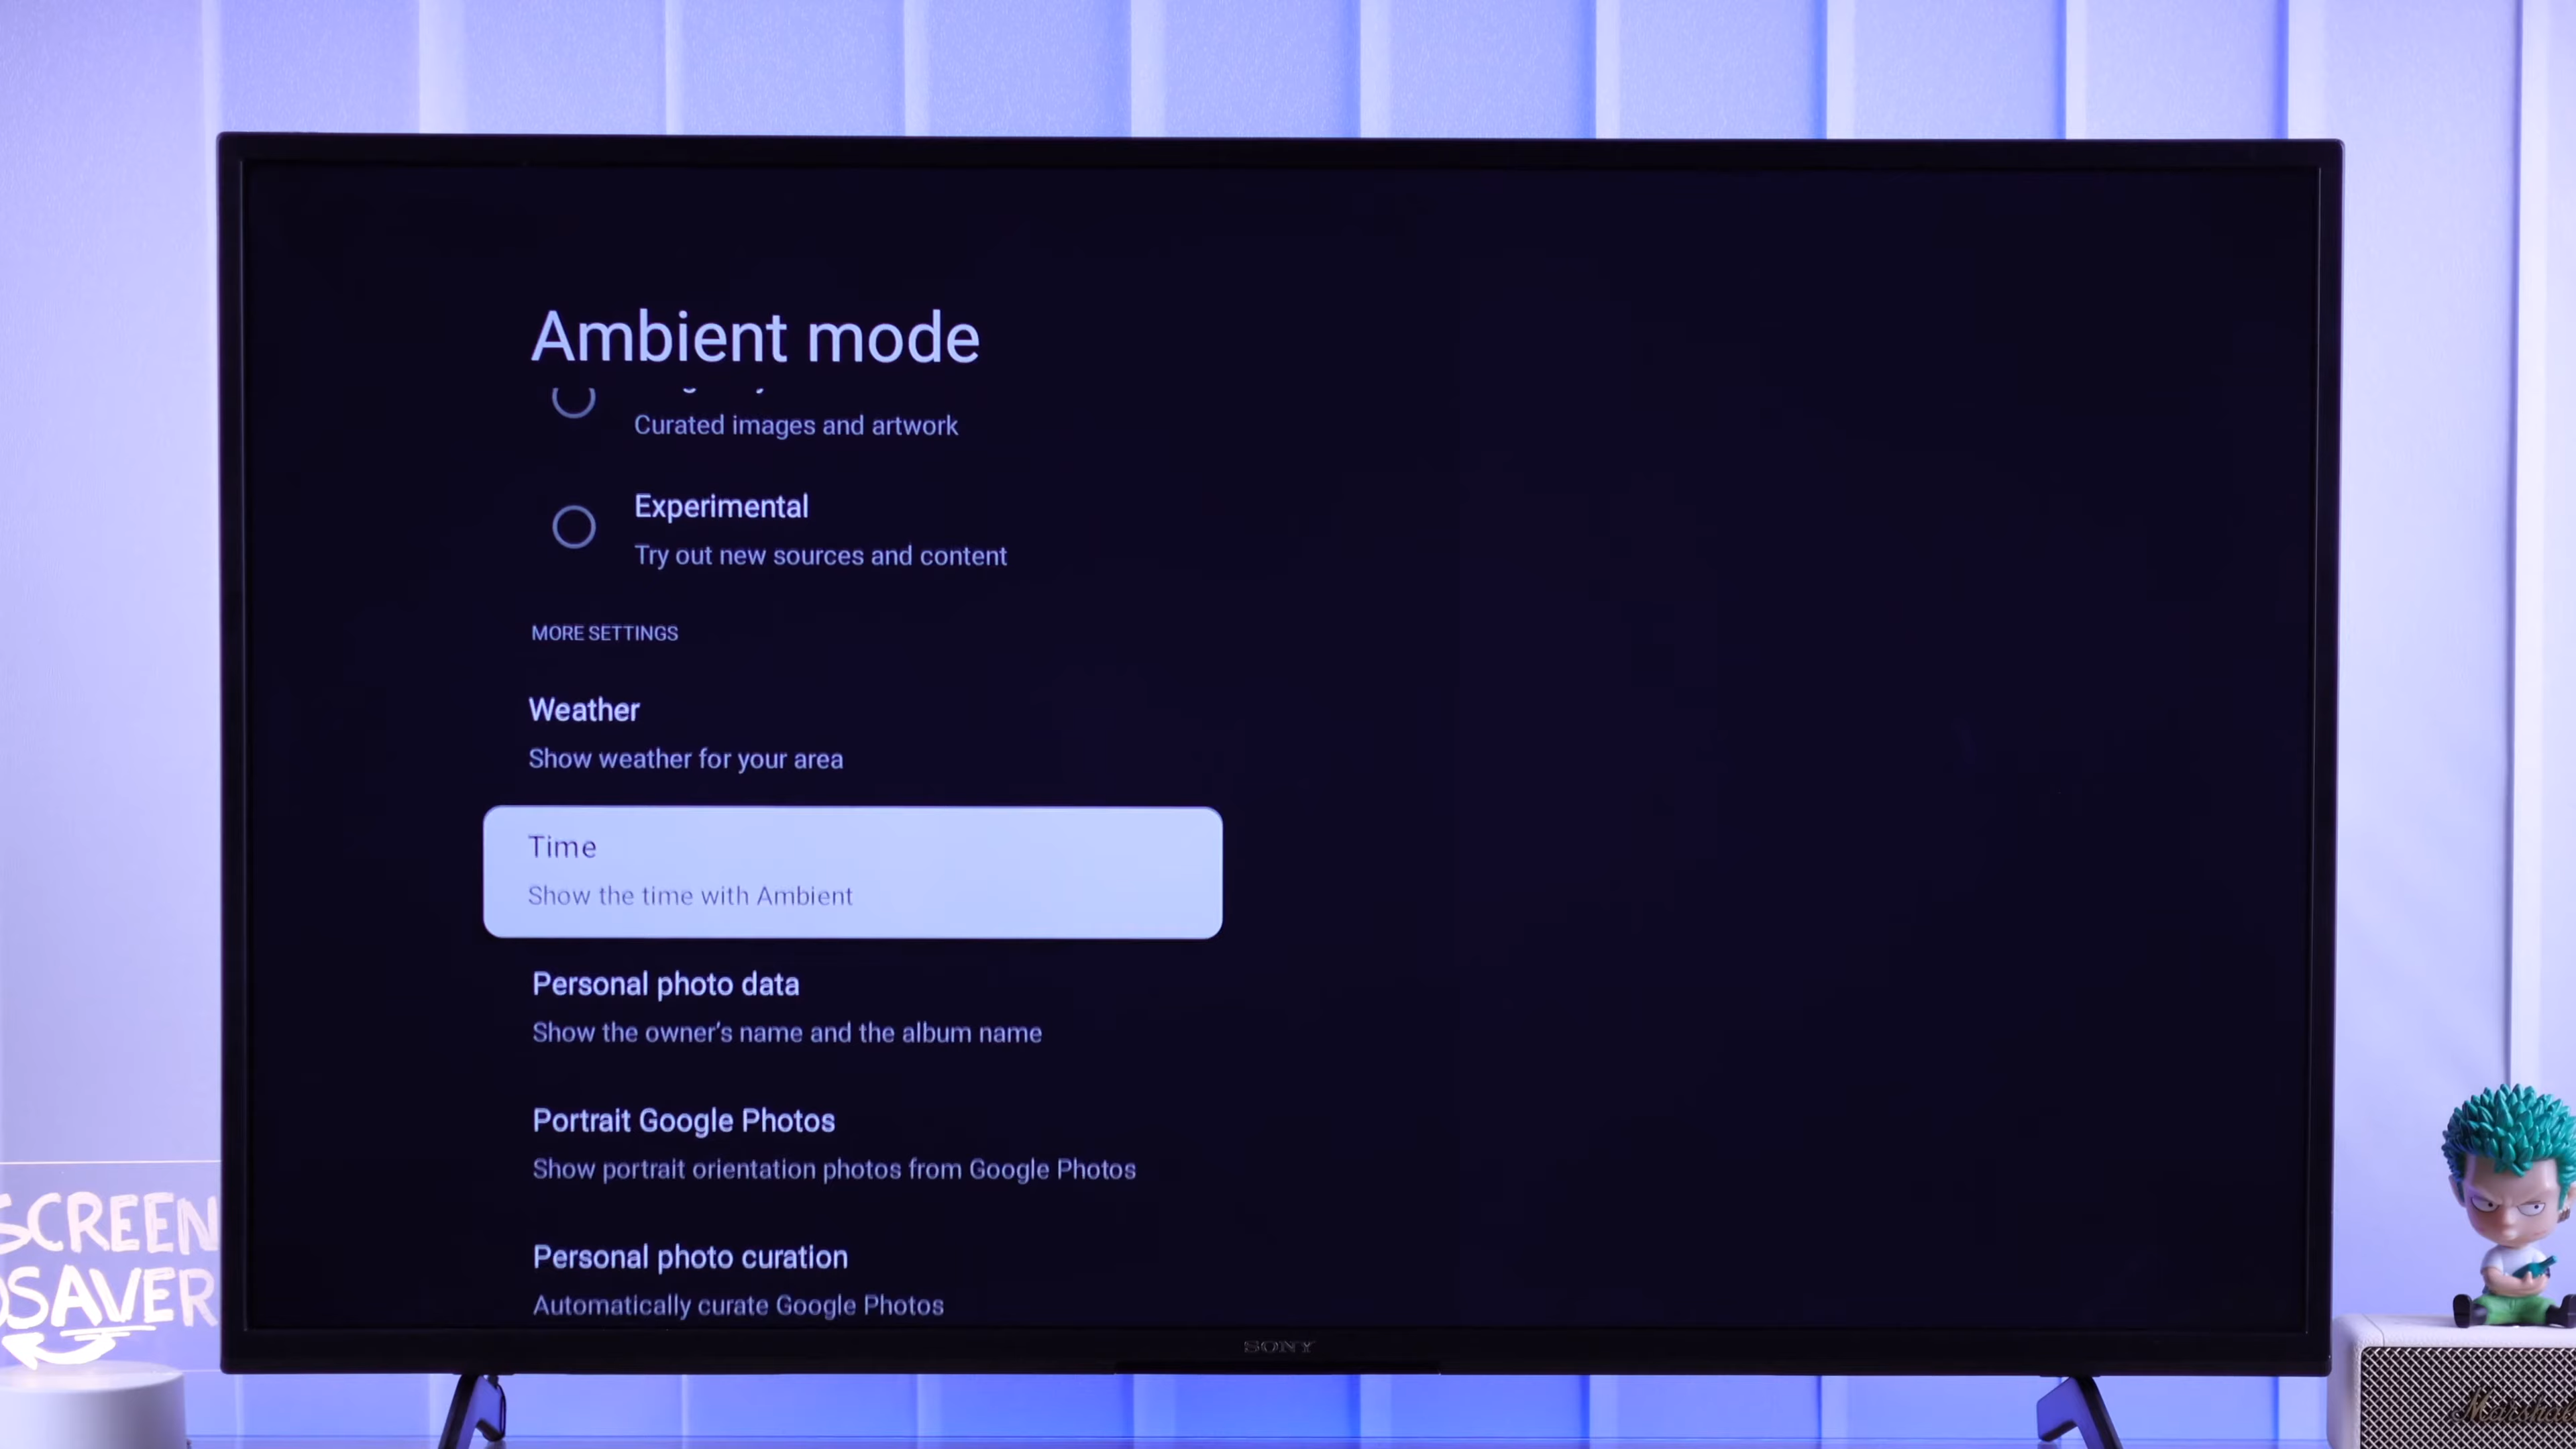 Ambient mode
Curated images and artwork
Experimental
Try out new sources and content
MORE SETTINGS
Weather
Show weather for your area
Time
Show the time with Ambient
Personal photo data
Show the owner's name and the album name
Portrait Google Photos
Show portrait orientation photos from Google Photos
Personal photo curation
Automatically curate Google Photos
SCREEN
SAVER
SONY